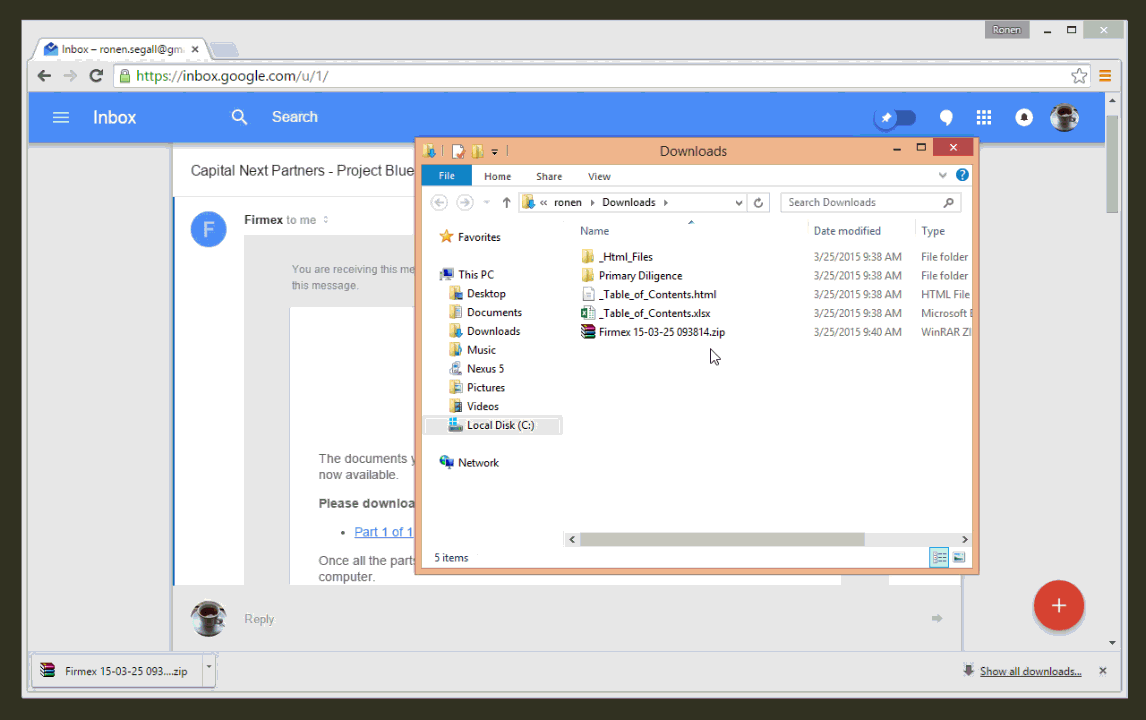 Ronen
Inbox – ronen.segall@gm
https://inbox.google.com/u/1/
Inbox
Search
Capital Next Partners - Project Blue
F
Firmex to me
You are receiving this me
this message.
The documents y
now available.
Please downloa
Part 1 of 1
Once all the part
computer.
Reply
Downloads
File Home Share View
« ronen Downloads
Search Downloads
Favorites
This PC
Desktop
Documents
Downloads
Music
Nexus 5
Pictures
Videos
Local Disk (C:)
Network
Name Date modified Type
_Html_Files 3/25/2015 9:38 AM File folder
Primary Diligence 3/25/2015 9:38 AM File folder
_Table_of_Contents.html 3/25/2015 9:38 AM HTML File
_Table_of_Contents.xlsx 3/25/2015 9:38 AM Microsoft E
Firmex 15-03-25 093814.zip 3/25/2015 9:40 AM WinRAR ZI
5 items
Firmex 15-03-25 093....zip
Show all downloads...